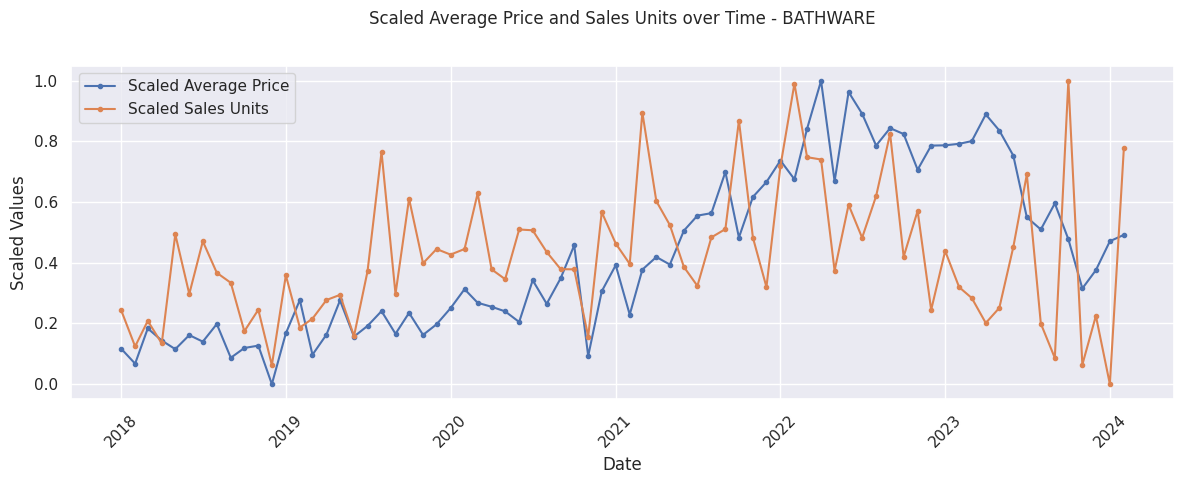 Scaled Average Price and Sales Units over Time - BATHWARE
Scaled Average Price
Scaled Sales Units
Scaled Values
1.0
0.8
0.6
0.4
0.2
0.0
2018
2019
2020
2021
2022
2023
2024
Date